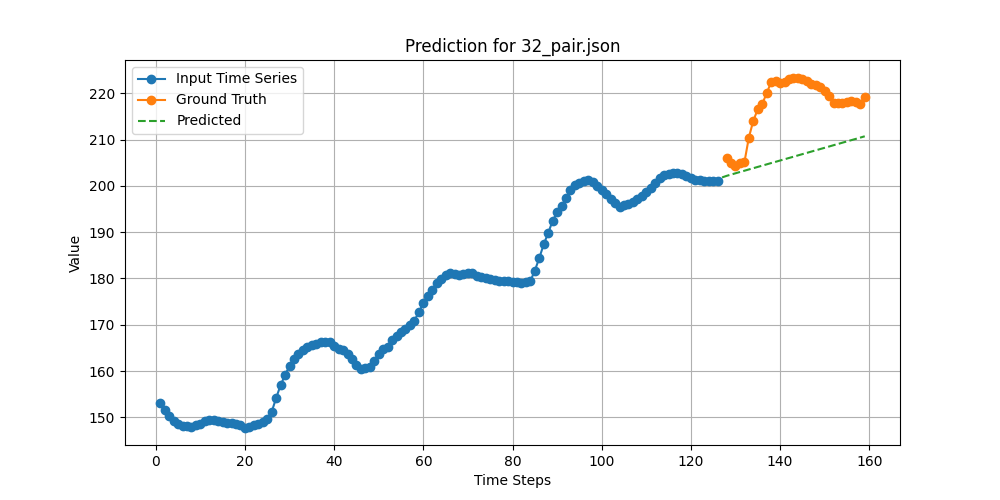 Prediction for 32_pair.json
Input Time Series
Ground Truth
Predicted
220
210
200
190
180
170
160
150
Value
0 20 40 60 80 100 120 140 160
Time Steps